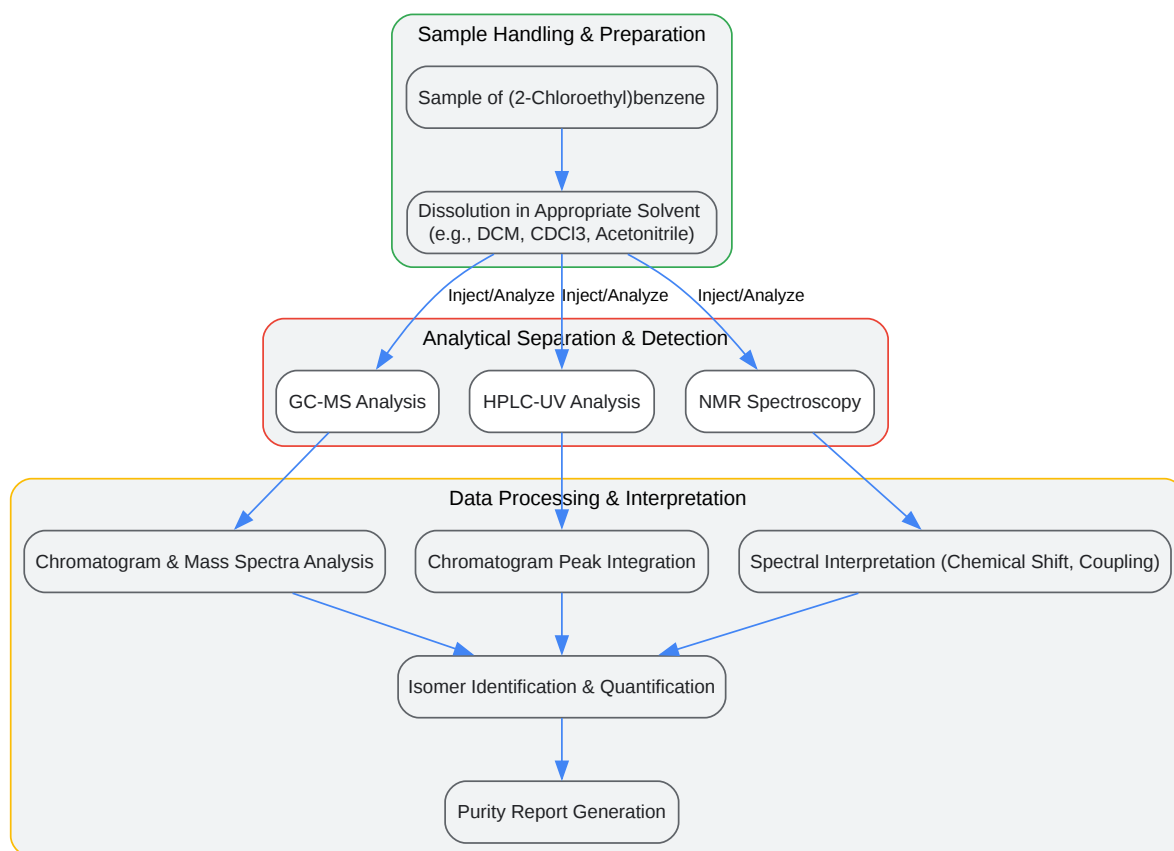 Sample Handling & Preparation
Sample of (2-Chloroethyl)benzene
Dissolution in Appropriate Solvent
(e.g., DCM, CDCl3, Acetonitrile)
Inject/Analyze
Inject/Analyze
Inject/Analyze
Analytical Separation & Detection
GC-MS Analysis
HPLC-UV Analysis
NMR Spectroscopy
Data Processing & Interpretation
Chromatogram & Mass Spectra Analysis
Chromatogram Peak Integration
Spectral Interpretation (Chemical Shift, Coupling)
Isomer Identification & Quantification
Purity Report Generation